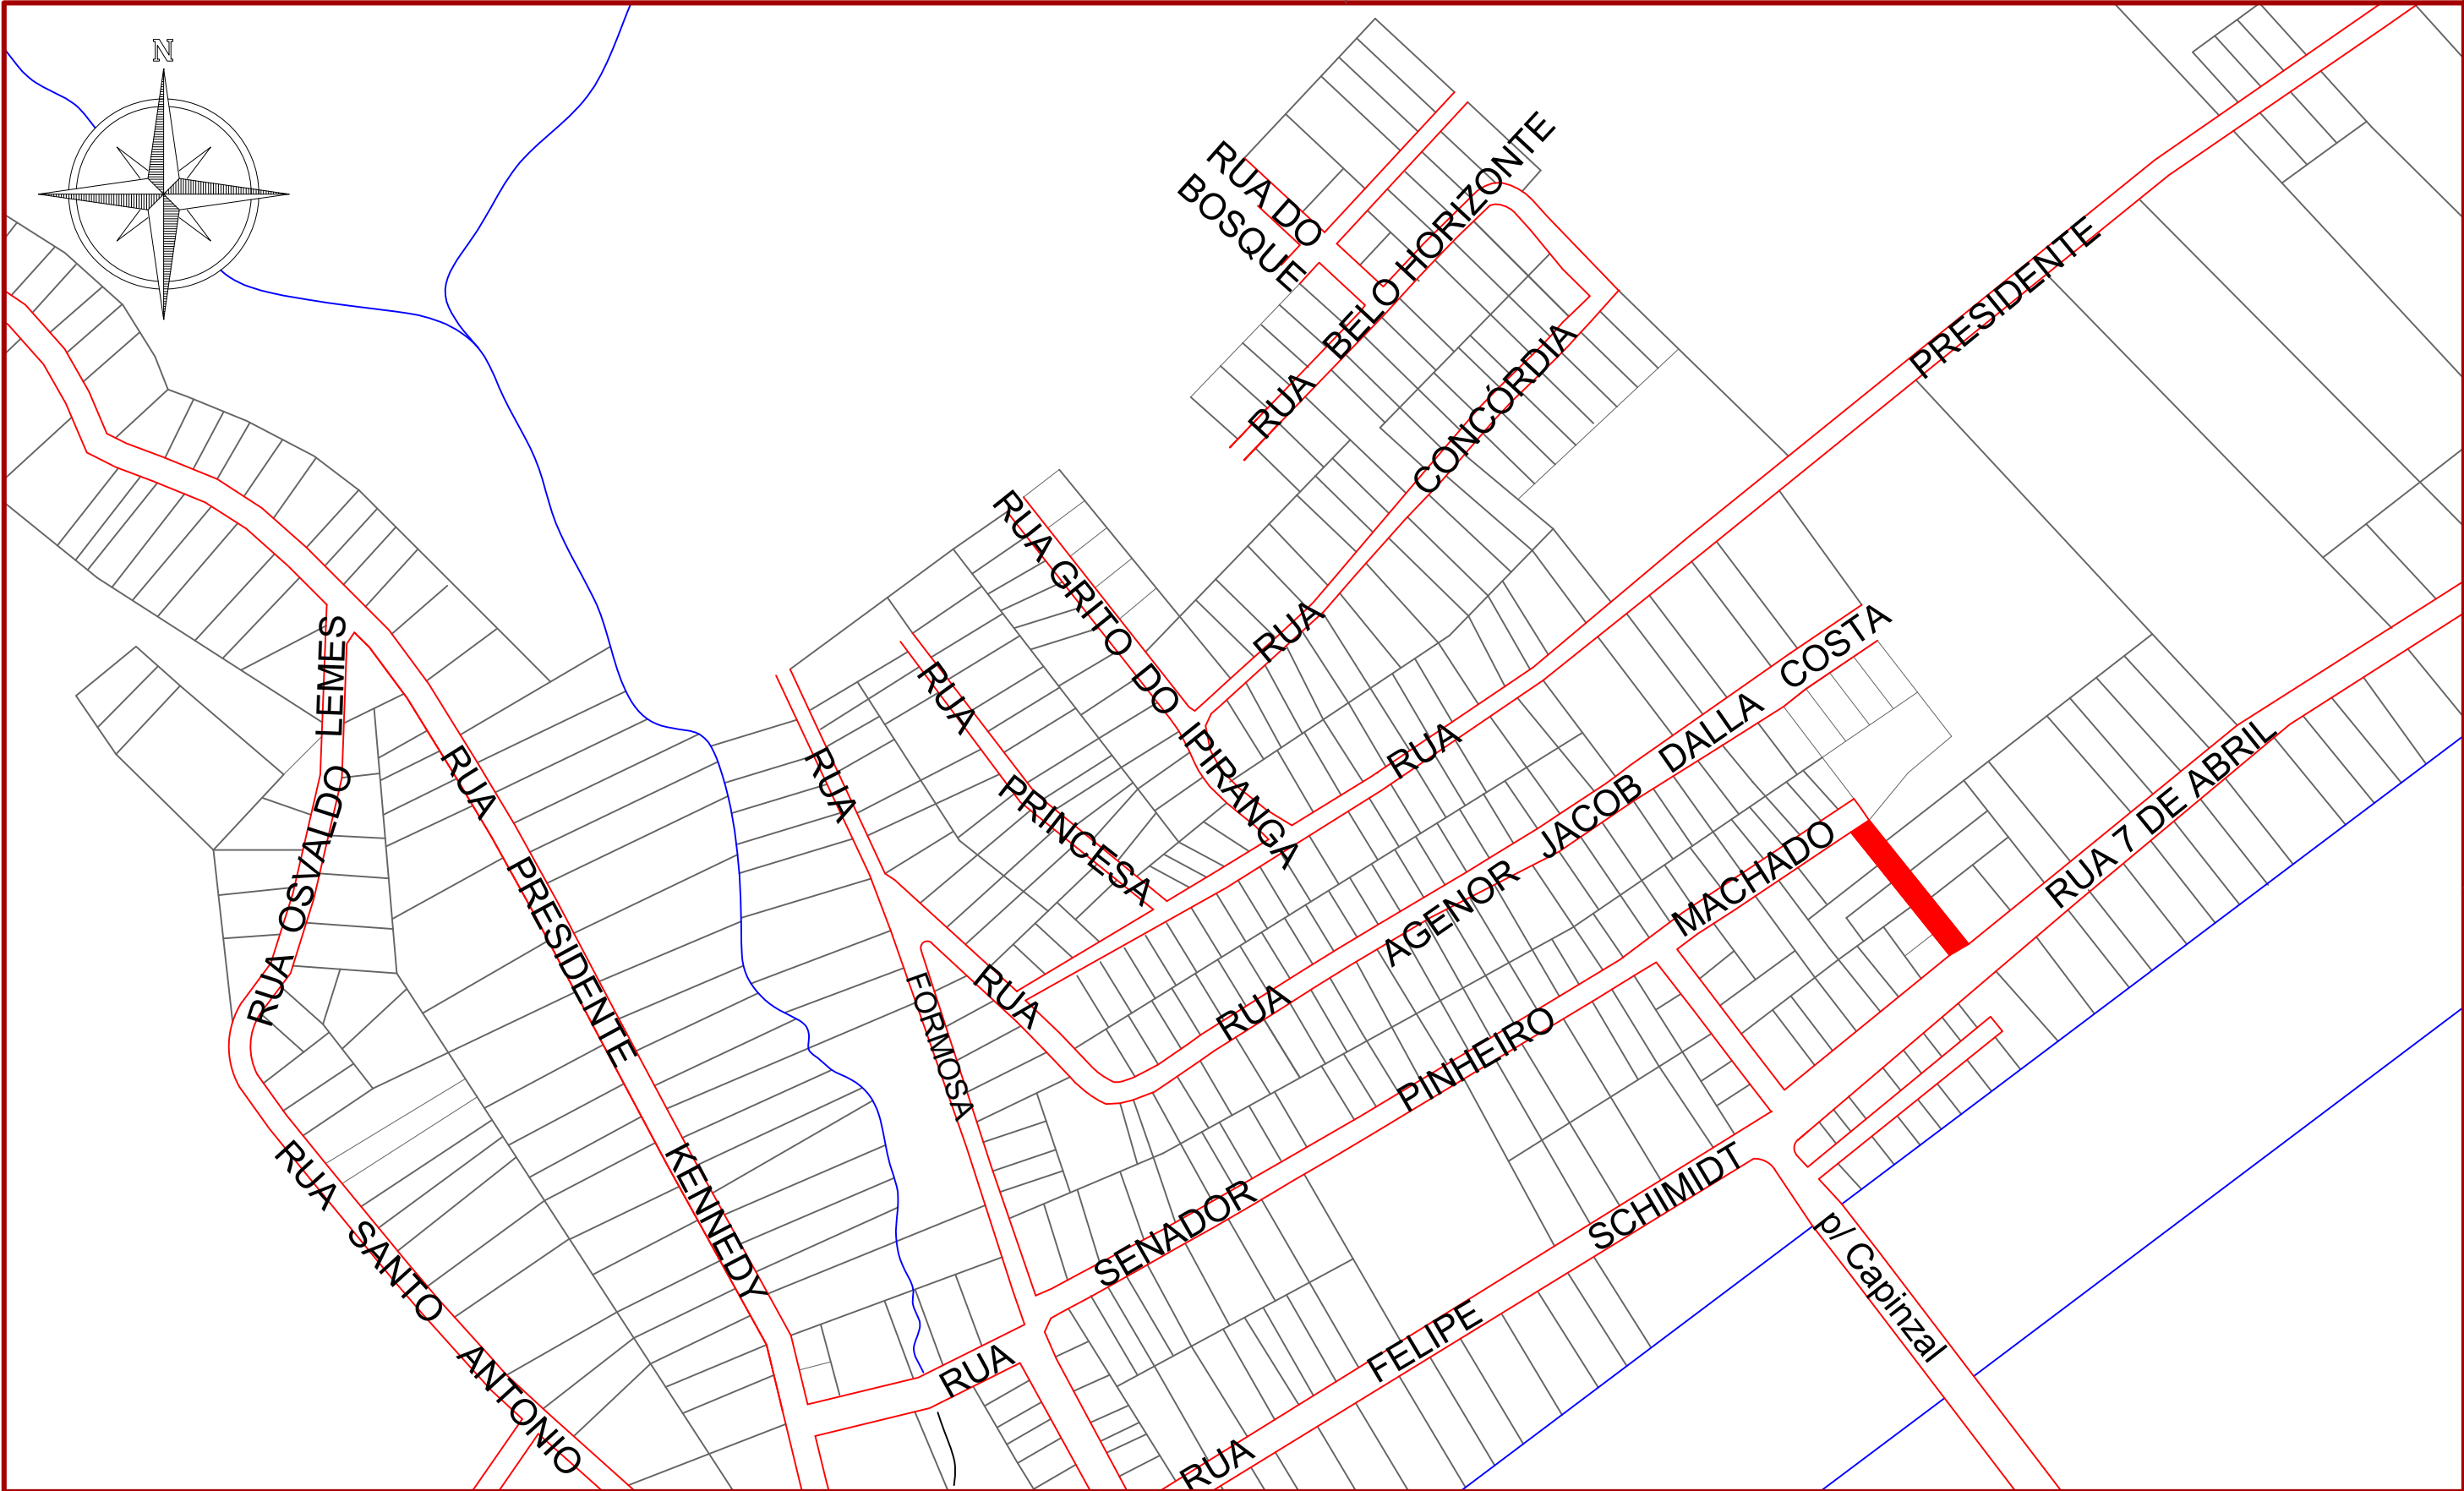 N
RUA DO
BOSQUE
RUA BELO HORIZONTE
PRESIDENTE
RUA CONCÓRDIA
RUA GRITO DO IPIRANGA
RUA OSVALDO LEMES
RUA PRINCESA
RUA
RUA AGENOR JACOB DALLA COSTA
RUA PRESIDENTE KENNEDY
RUA FORMOSA
RUA
MACHADO
RUA 7 DE ABRIL
PINHEIRO
SENADOR
RUA
RUA SANTO ANTONIO
RUA FELIPE SCHIMIDT
p/ Capinzal